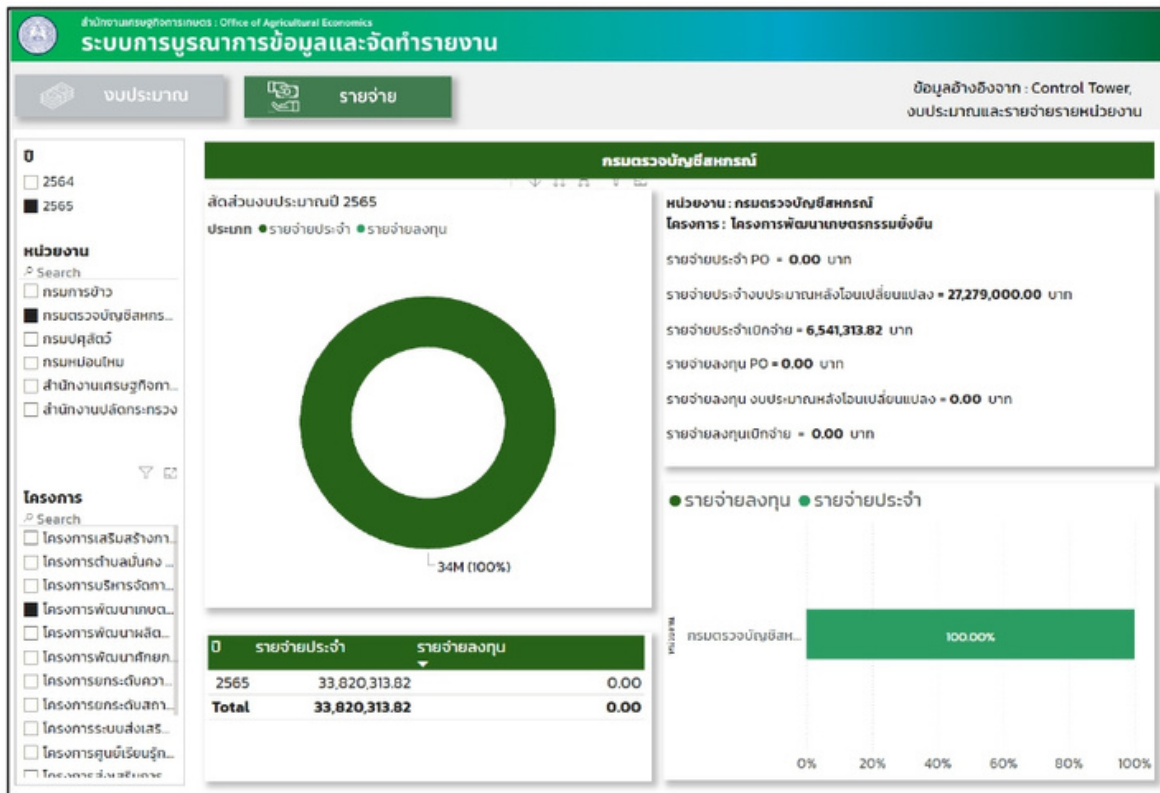 สำนักงานเศรษฐกิจการเกษตร : Office of Agricultural Economics
ระบบการบูรณาการข้อมูลและจัดทำรายงาน
งบประมาณ
รายจ่าย
ข้อมูลอ้างอิงจาก : Control Tower,
งบประมาณและรายจ่ายรายหน่วยงาน
ปี
2564
2565
หน่วยงาน
Search
กรมการข้าว
กรมตรวจบัญชีสหกร...
กรมปศุสัตว์
กรมหม่อนไหม
สำนักงานเศรษฐกิจกา...
สำนักงานปลัดกระทรวง
โครงการ
Search
โครงการเสริมสร้างกา...
โครงการตำบลมั่นคง ...
โครงการบริหารจัดกา...
โครงการพัฒนาเกษต...
โครงการพัฒนาผลิต...
โครงการพัฒนาศักยภ...
โครงการยกระดับควา...
โครงการยกระดับสถา...
โครงการระบบส่งเสริ...
โครงการศูนย์เรียนรู้ก...
โครงการส่งเสริมการ
กรมตรวจบัญชีสหกรณ์
สัดส่วนงบประมาณปี 2565
ประเภท รายจ่ายประจำ รายจ่ายลงทุน
34M (100%)
ปี รายจ่ายประจำ รายจ่ายลงทุน
2565 33,820,313.82 0.00
Total 33,820,313.82 0.00
หน่วยงาน : กรมตรวจบัญชีสหกรณ์
โครงการ : โครงการพัฒนาเกษตรกรรมยั่งยืน
รายจ่ายประจำ PO = 0.00 บาท
รายจ่ายประจำงบประมาณหลังโอนเปลี่ยนแปลง = 27,279,000.00 บาท
รายจ่ายประจำเบิกจ่าย = 6,541,313.82 บาท
รายจ่ายลงทุน PO = 0.00 บาท
รายจ่ายลงทุน งบประมาณหลังโอนเปลี่ยนแปลง = 0.00 บาท
รายจ่ายลงทุนเบิกจ่าย = 0.00 บาท
รายจ่ายลงทุน รายจ่ายประจำ
หน่วยงาน
กรมตรวจบัญชีสห...
100.00%
0% 20% 40% 60% 80% 100%